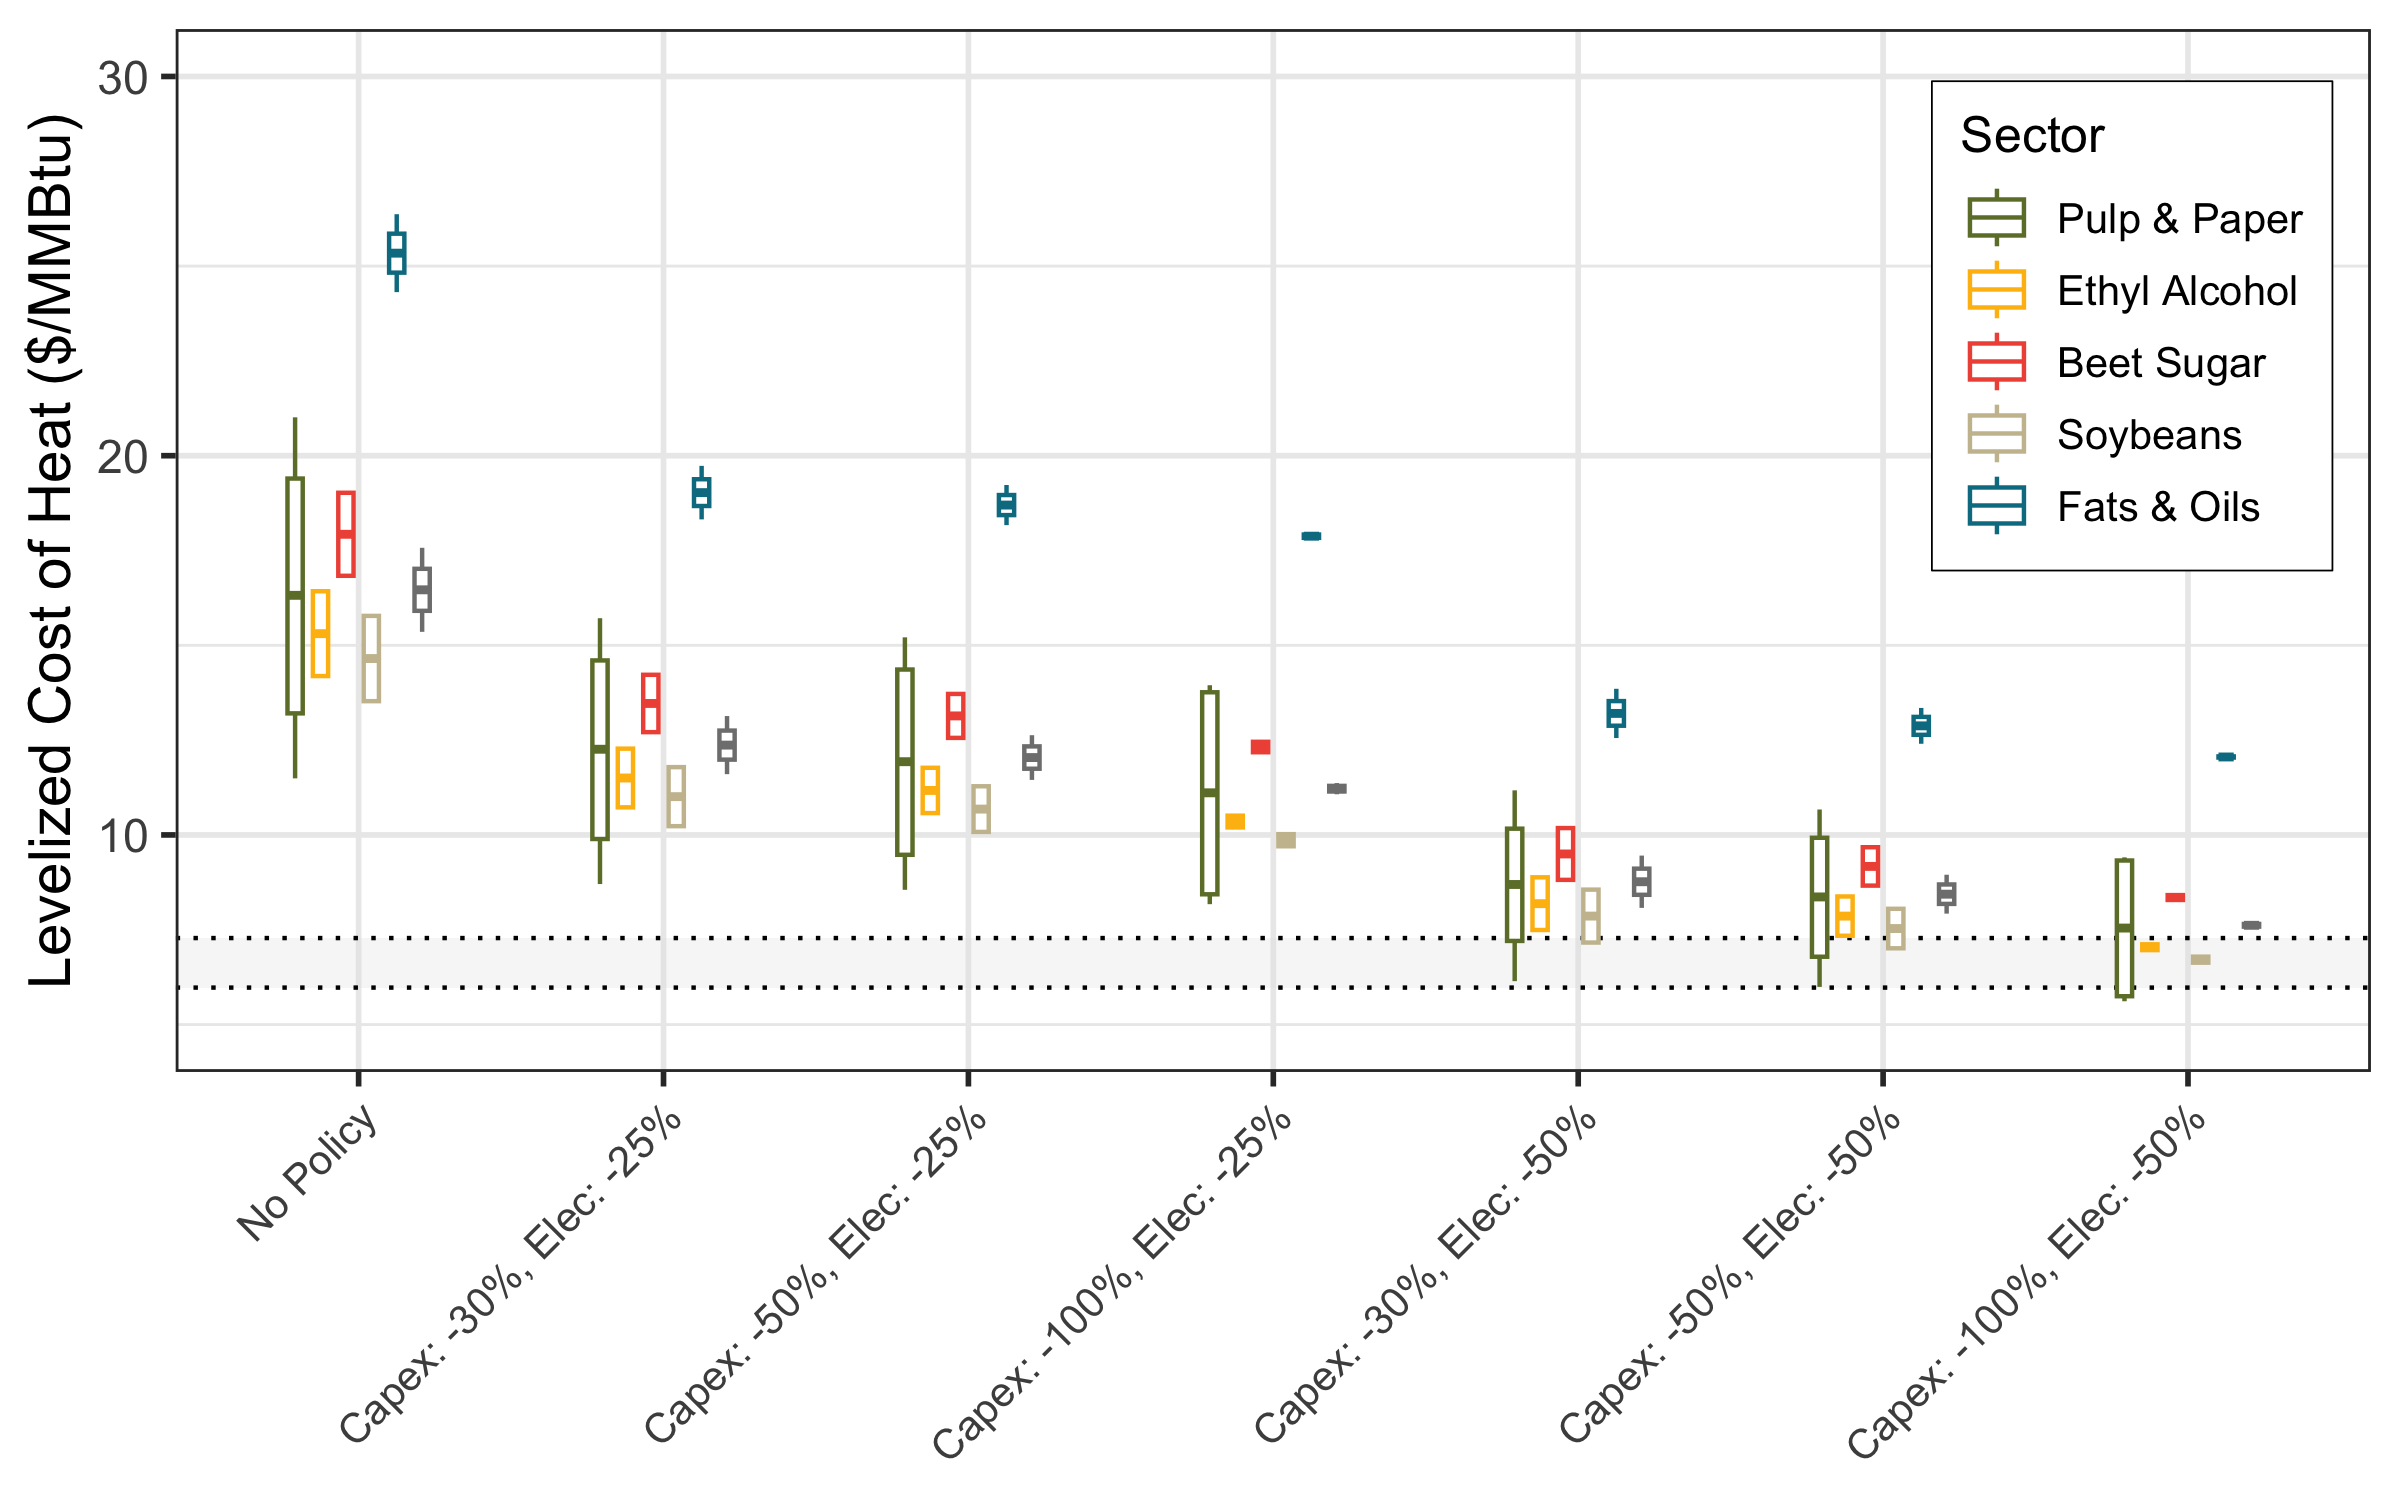 Levelized Cost of Heat ($/MMBtu)
30
20
10
Sector
Pulp & Paper
Ethyl Alcohol
Beet Sugar
Soybeans
Fats & Oils
No Policy
Capex: -30%, Elec: -25%
Capex: -50%, Elec: -25%
Capex: -100%, Elec: -25%
Capex: -30%, Elec: -50%
Capex: -50%, Elec: -50%
Capex: -100%, Elec: -50%